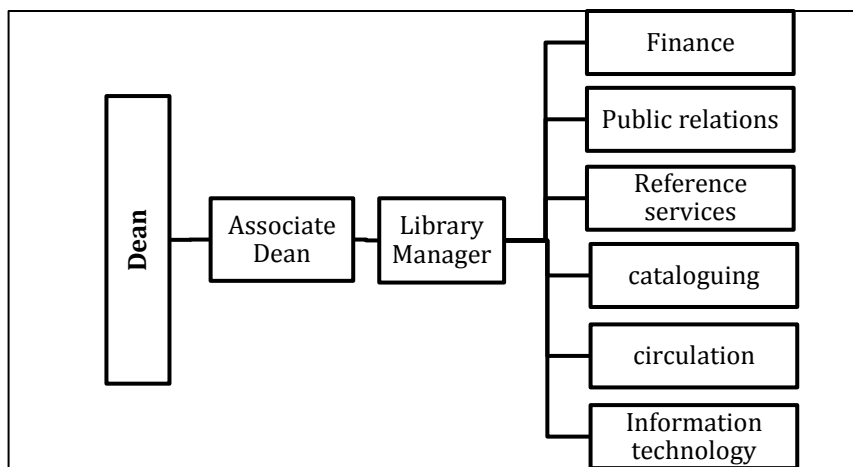 Dean
Associate
Dean
Library
Manager
Finance
Public relations
Reference
services
cataloguing
circulation
Information
technology